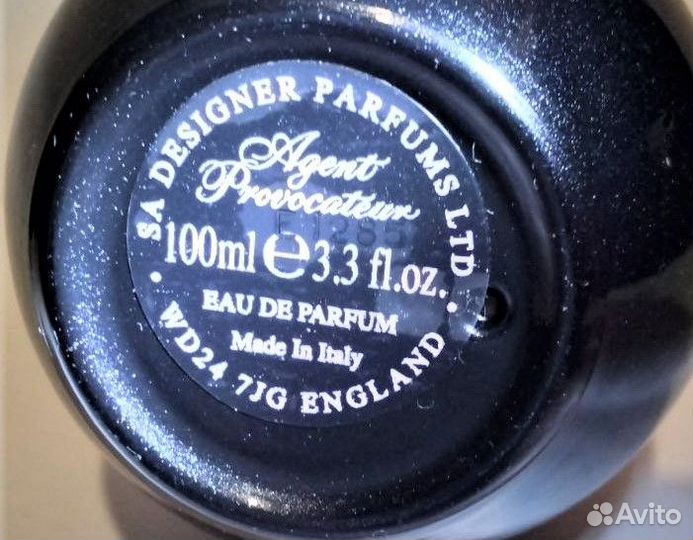 SA DESIGNER PARFUMS LTD.
Agent
Provocateur
100ml e 3.3 fl.oz.
EAU DE PARFUM
Made In Italy
WD24 7JG ENGLAND
Avito